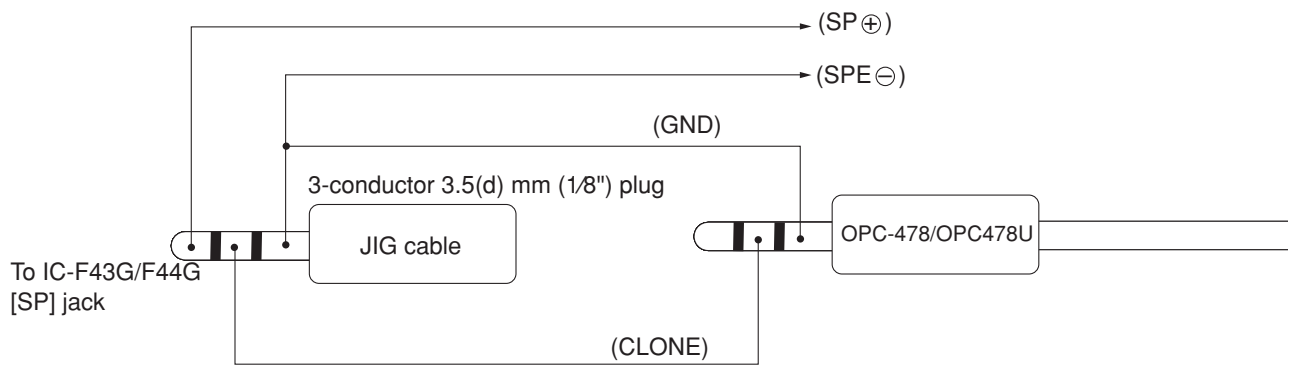 (SP⊕)
(SPE⊖)
(GND)
3-conductor 3.5(d) mm (1/8") plug
JIG cable
OPC-478/OPC478U
To IC-F43G/F44G
[SP] jack
(CLONE)